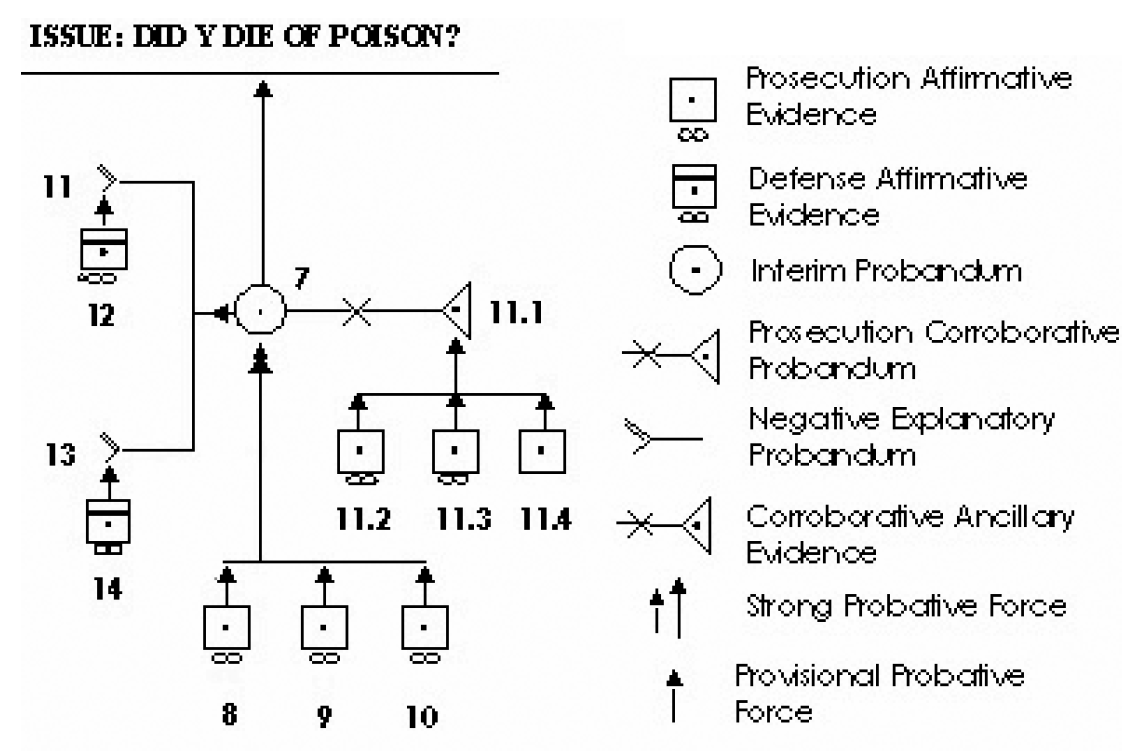 ISSUE: DID Y DIE OF POISON?
11
12
13
14
7
11.1
11.2 11.3 11.4
8 9 10
Prosecution Affirmative
Evidence
Defense Affirmative
Evidence
Interim Probandum
Prosecution Corroborative
Probandum
Negative Explanatory
Probandum
Corroborative Ancillary
Evidence
Strong Probative Force
Provisional Probative
Force